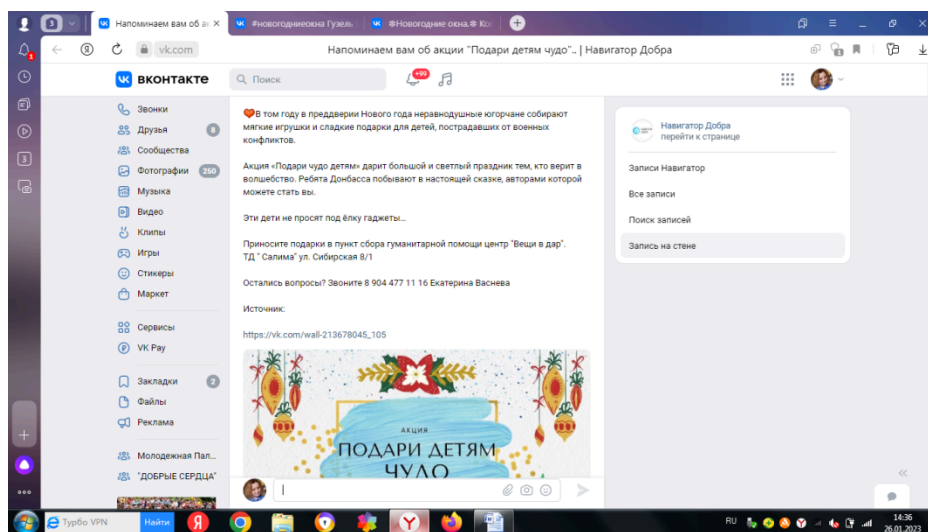 3
Напоминаем вам об ак
#новогодниеокна Гузель
❄Новогодние окна.❄
vk.com
Напоминаем вам об акции "Подари детям чудо".. | Навигатор Добра
вконтакте
Поиск
+99
Звонки
Друзья 8
Сообщества
Фотографии 250
Музыка
Видео
Клипы
Игры
Стикеры
Маркет
Сервисы
VK Pay
Закладки 2
Файлы
Реклама
Молодежная Пал...
"ДОБРЫЕ СЕРДЦА"
В том году в преддверии Нового года неравнодушные югорчане собирают
мягкие игрушки и сладкие подарки для детей, пострадавших от военных
конфликтов.
Акция «Подари чудо детям» дарит большой и светлый праздник тем, кто верит в
волшебство. Ребята Донбасса побывают в настоящей сказке, авторами которой
можете стать вы.
Эти дети не просят под ёлку гаджеты...
Приносите подарки в пункт сбора гуманитарной помощи центр "Вещи в дар".
ТД " Салима" ул. Сибирская 8/1
Остались вопросы? Звоните 8 904 477 11 16 Екатерина Васнева
Источник:
https://vk.com/wall-213678045_105
АКЦИЯ
ПОДАРИ ДЕТЯМ
ЧУДО
Навигатор Добра
перейти к странице
Записи Навигатор
Все записи
Поиск записей
Запись на стене
Турбо VPN
Найти
RU
14:36
26.01.2023